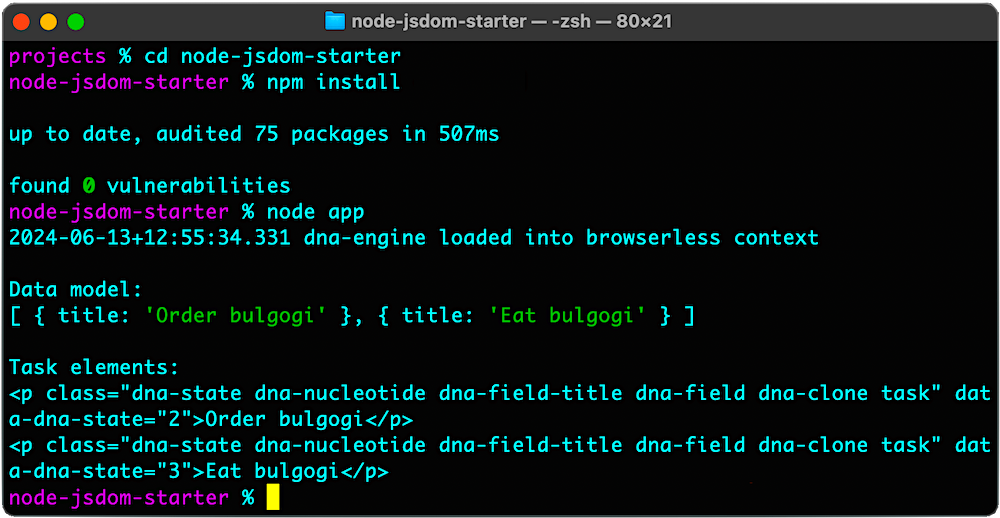 node-jsdom-starter — -zsh — 80×21
projects % cd node-jsdom-starter
node-jsdom-starter % npm install
up to date, audited 75 packages in 507ms
found 0 vulnerabilities
node-jsdom-starter % node app
2024-06-13+12:55:34.331 dna-engine loaded into browserless context
Data model:
[ { title: 'Order bulgogi' }, { title: 'Eat bulgogi' } ]
Task elements:
<p class="dna-state dna-nucleotide dna-field-title dna-field dna-clone task" dat
a-dna-state="2">Order bulgogi</p>
<p class="dna-state dna-nucleotide dna-field-title dna-field dna-clone task" dat
a-dna-state="3">Eat bulgogi</p>
node-jsdom-starter %